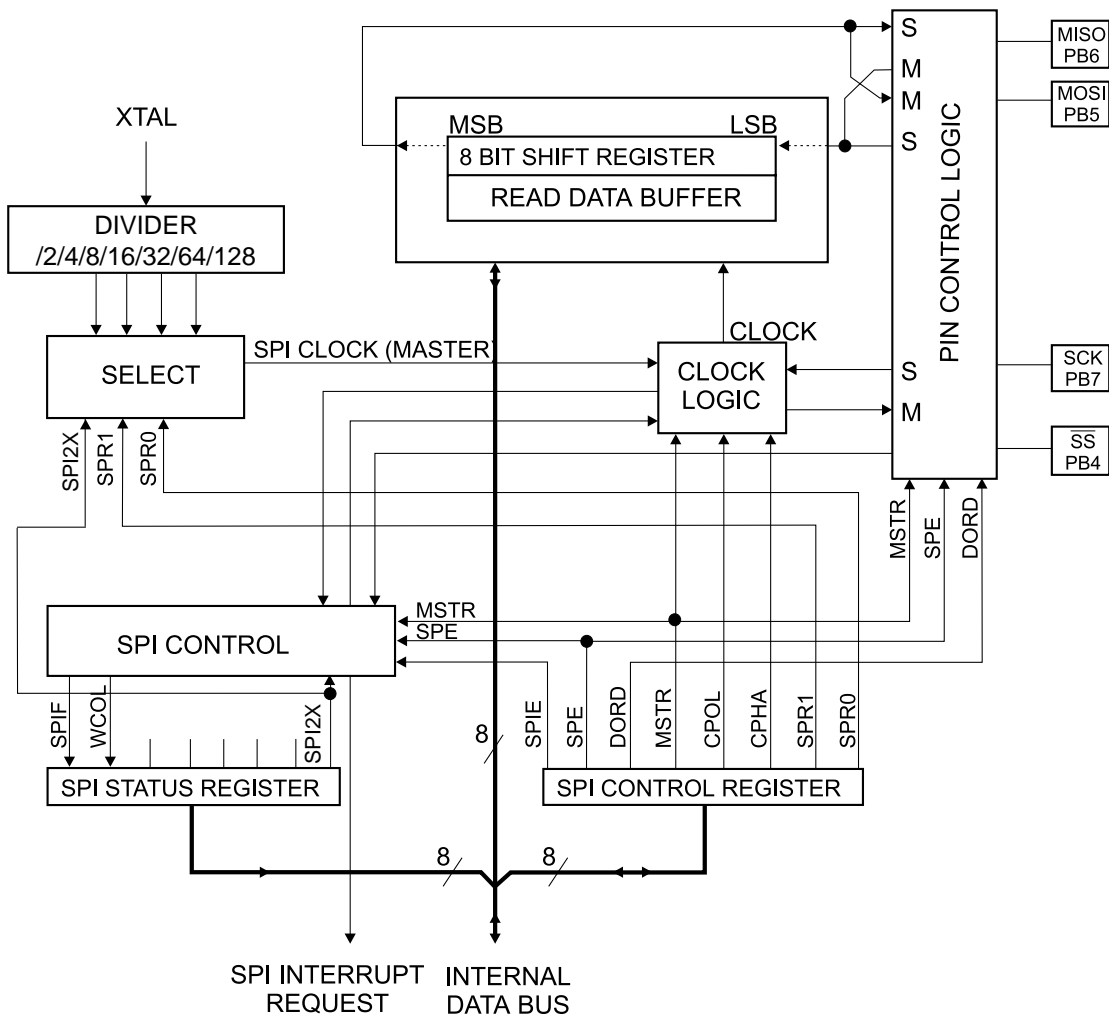 S
MISO
PB6
M
XTAL
MSB
LSB
M
MOSI
PB5
8 BIT SHIFT REGISTER
S
READ DATA BUFFER
DIVIDER
/2/4/8/16/32/64/128
PIN CONTROL LOGIC
SPI CLOCK (MASTER)
CLOCK
SELECT
CLOCK
LOGIC
S
SCK
PB7
M
SPI2X
SPR1
SPR0
SS
PB4
MSTR
SPE
DORD
MSTR
SPE
SPI CONTROL
SPIF
WCOL
SPI2X
8
SPIE
SPE
DORD
MSTR
CPOL
CPHA
SPR1
SPR0
SPI STATUS REGISTER
SPI CONTROL REGISTER
8
8
SPI INTERRUPT
REQUEST
INTERNAL
DATA BUS